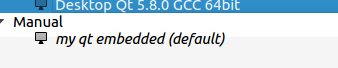 Desktop Qt 5.8.0 GCC 64bit
Manual
my qt embedded (default)